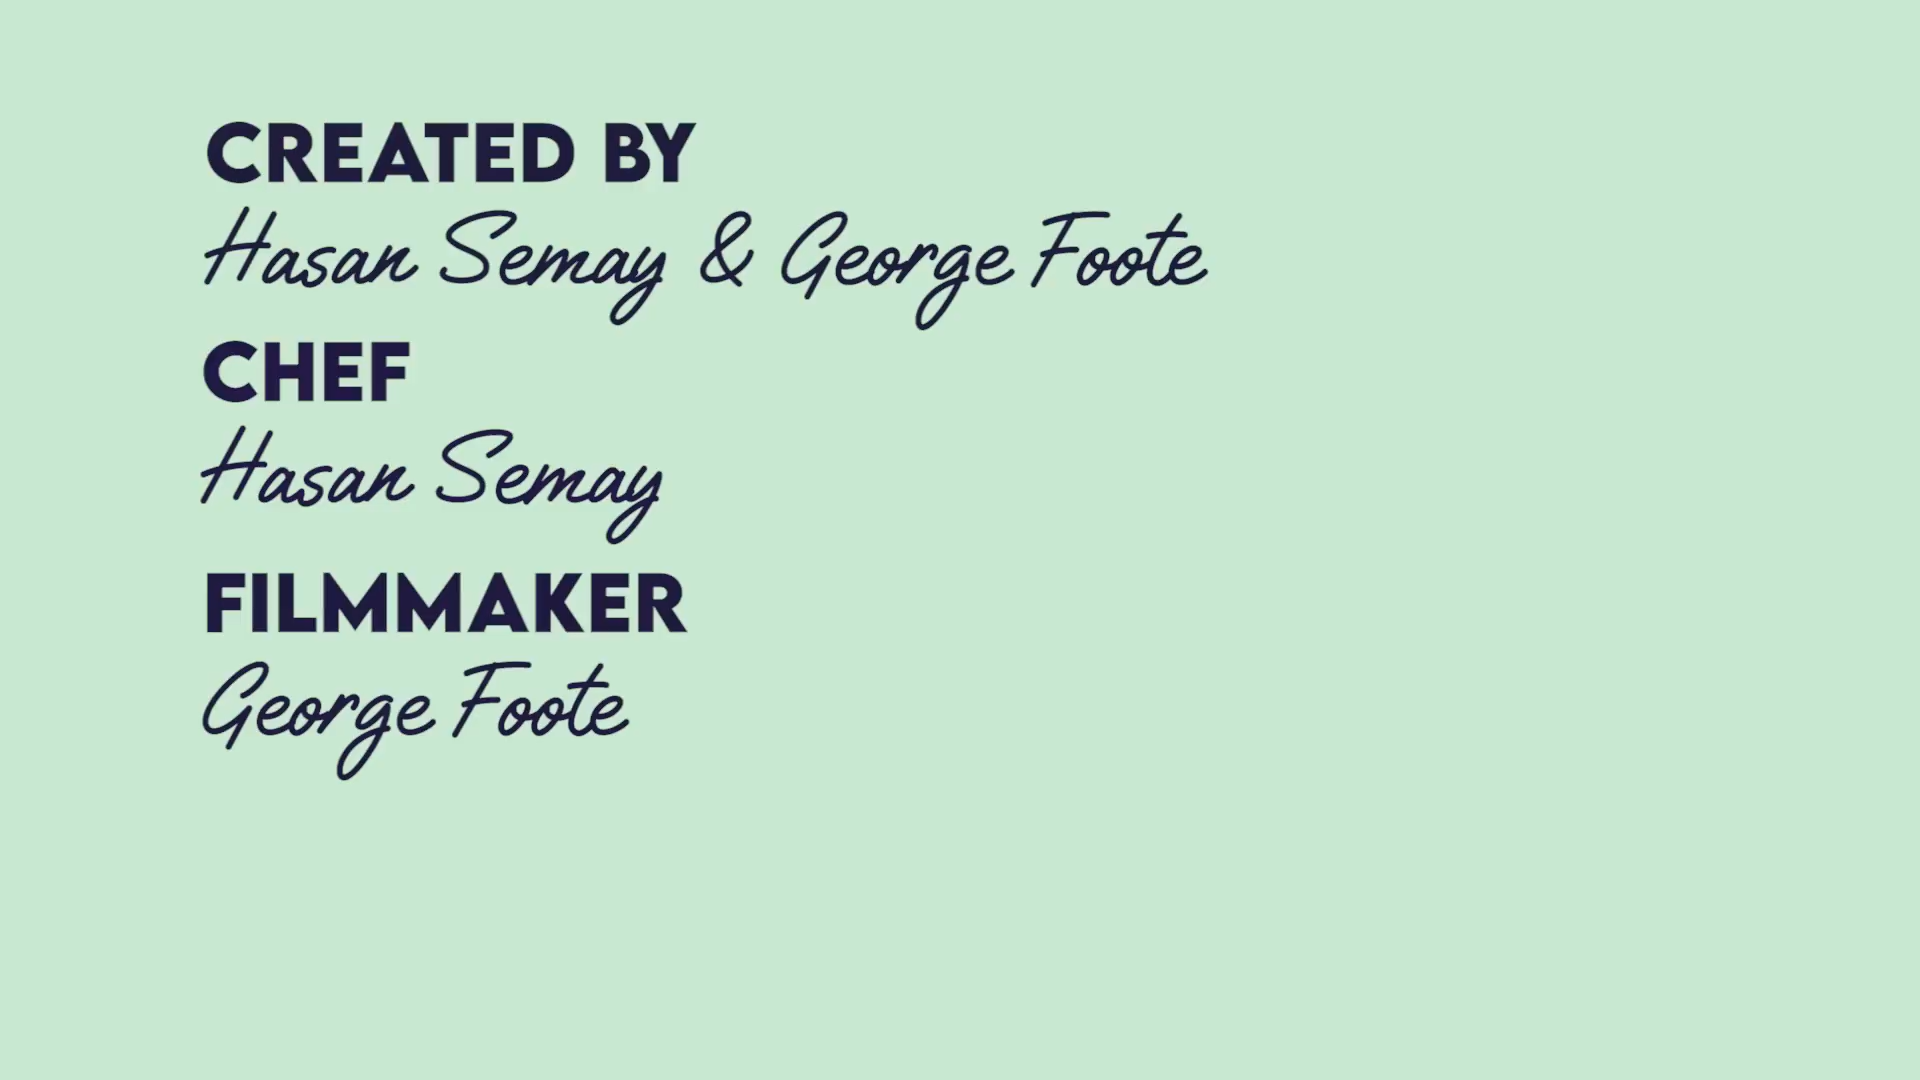 CREATED BY
Hasan Semay & George Foote
CHEF
Hasan Semay
FILMMAKER
George Foote